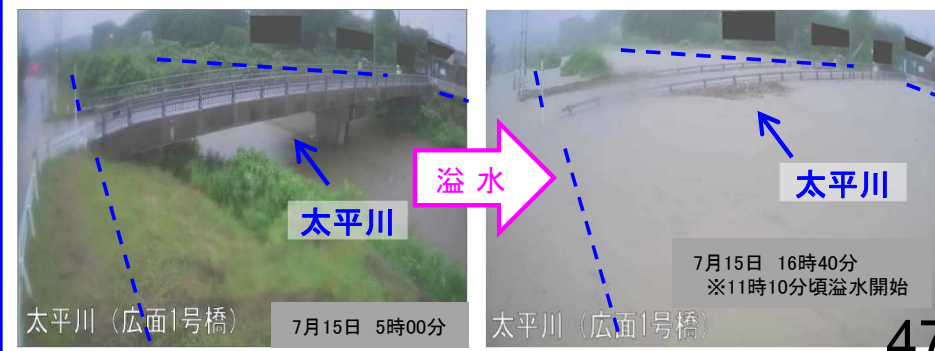 太平川
太平川（広面1号橋）
7月15日 5時00分
溢水
太平川
7月15日 16時40分
※11時10分頃溢水開始
太平川（広面1号橋）
47